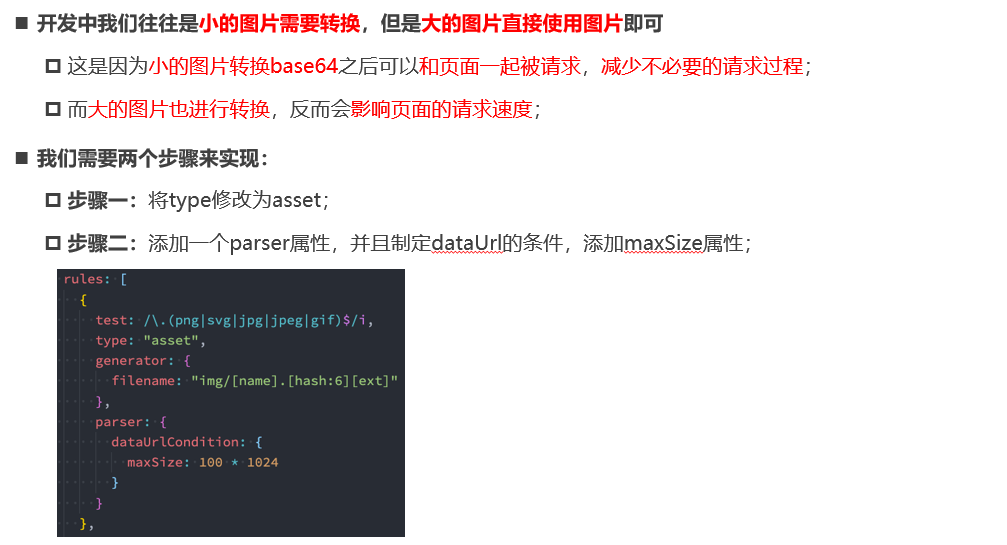 开发中我们往往是小的图片需要转换，但是大的图片直接使用图片即可
这是因为小的图片转换base64之后可以和页面一起被请求，减少不必要的请求过程；
而大的图片也进行转换，反而会影响页面的请求速度；
我们需要两个步骤来实现：
步骤一：将type修改为asset；
步骤二：添加一个parser属性，并且制定dataUrl的条件，添加maxSize属性；
rules: [
{
test: /\.(png|svg|jpg|jpeg|gif)$/i,
type: "asset",
generator: {
filename: "img/[name].[hash:6][ext]"
},
parser: {
dataUrlCondition: {
maxSize: 100 * 1024
}
}
},